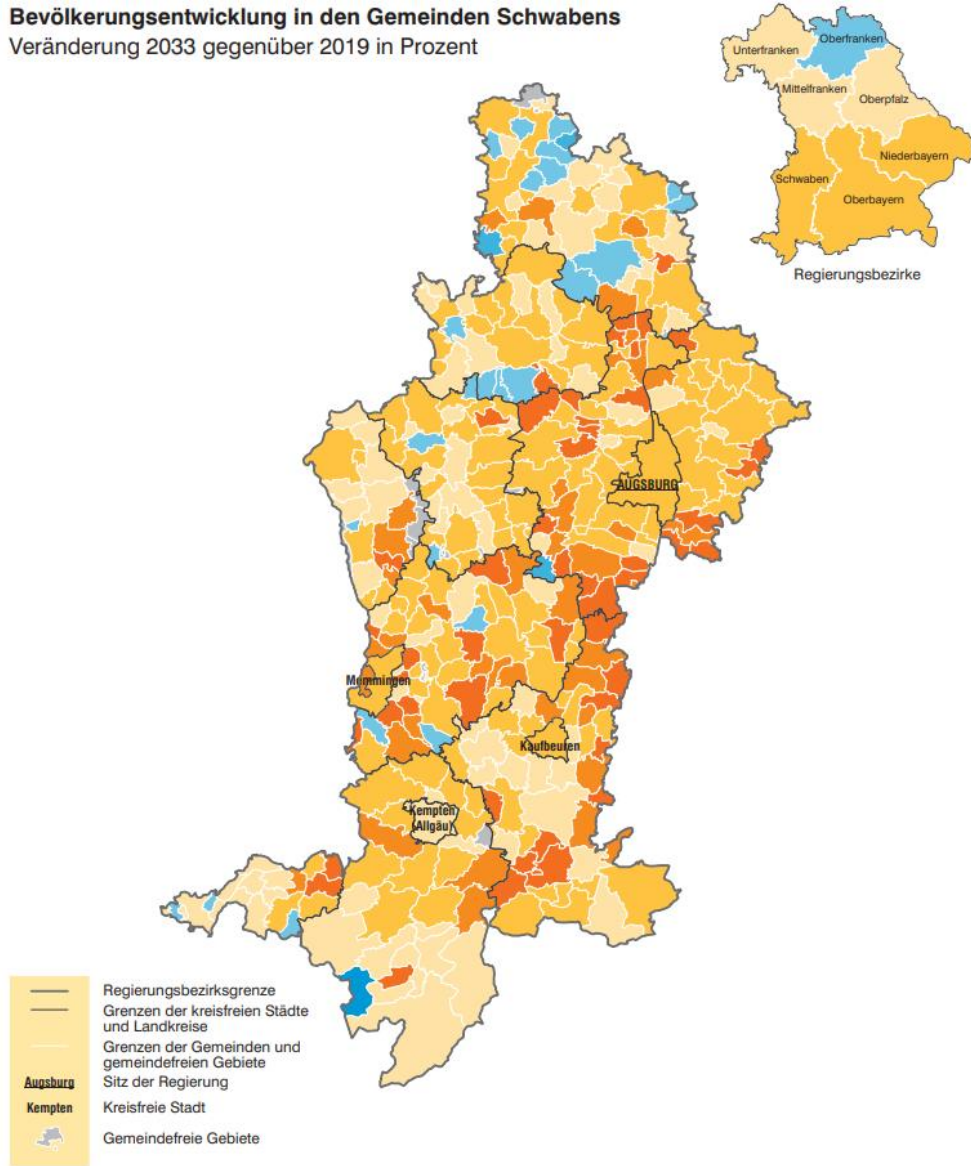 Bevölkerungsentwicklung in den Gemeinden Schwabens
Veränderung 2033 gegenüber 2019 in Prozent
Unterfranken
Oberfranken
Mittelfranken
Oberpfalz
Niederbayern
Schwaben
Oberbayern
Regierungsbezirke
AUGSBURG
Memmingen
Kaufbeuren
Kempten
(Allgäu)
Regierungsbezirksgrenze
Grenzen der kreisfreien Städte
und Landkreise
Grenzen der Gemeinden und
gemeindefreien Gebiete
Augsburg Sitz der Regierung
Kempten Kreisfreie Stadt
Gemeindefreie Gebiete